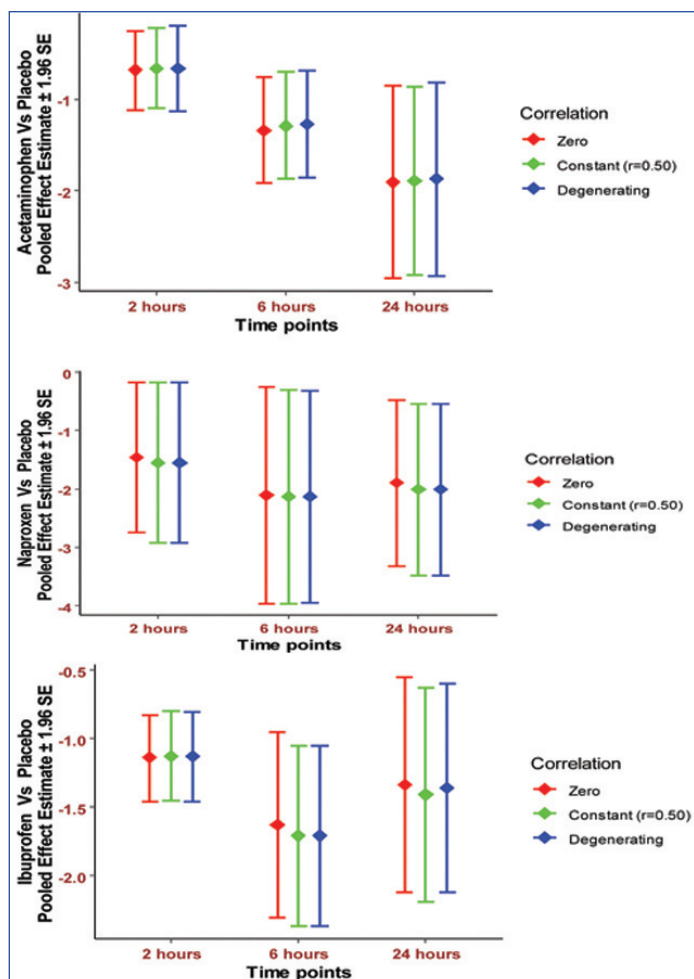 Acetaminophen Vs Placebo
Pooled Effect Estimate ± 1.96 SE
-1
-2
-3
2 hours
6 hours
24 hours
Time points
Correlation
Zero
Constant (r=0.50)
Degenerating
Naproxen Vs Placebo
Pooled Effect Estimate ± 1.96 SE
0
-1
-2
-3
-4
2 hours
6 hours
24 hours
Time points
Correlation
Zero
Constant (r=0.50)
Degenerating
Ibuprofen Vs Placebo
Pooled Effect Estimate ± 1.96 SE
-0.5
-1.0
-1.5
-2.0
2 hours
6 hours
24 hours
Time points
Correlation
Zero
Constant (r=0.50)
Degenerating